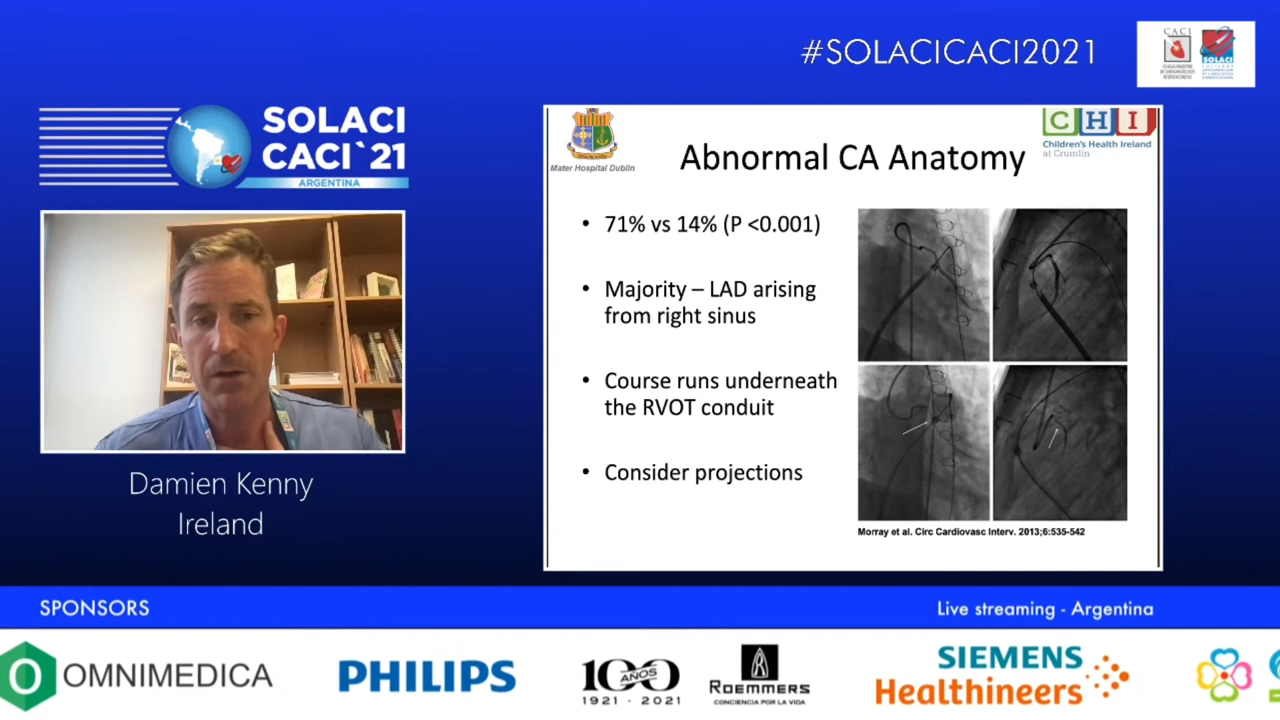 #SOLACICACI2021
CACI
SOLACI
SOLACI
CACI`21
ARGENTINA
Mater Hospital Dublin
CHI
Children's Health Ireland
at Crumlin
Abnormal CA Anatomy
• 71% vs 14% (P <0.001)
• Majority – LAD arising
from right sinus
• Course runs underneath
the RVOT conduit
• Consider projections
Morray et al. Circ Cardiovasc Interv. 2013;6:535-542
Damien Kenny
Ireland
SPONSORS
Live streaming - Argentina
OMNIMEDICA
PHILIPS
100
AÑOS
1921 · 2021
ROEMMERS
CONCIENCIA POR LA VIDA
SIEMENS
Healthineers